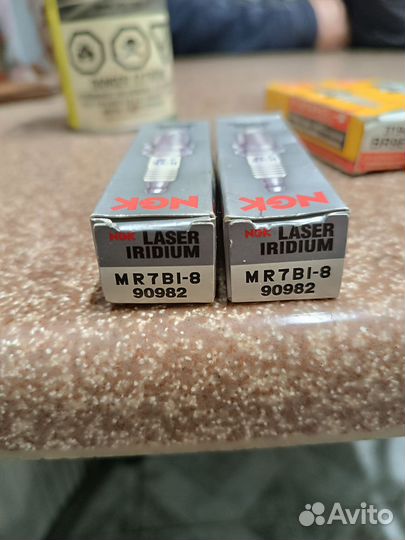 NGK
NGK
NGK LASER
IRIDIUM
MR7BI-8
90982
NGK LASER
IRIDIUM
MR7BI-8
90982
Avito